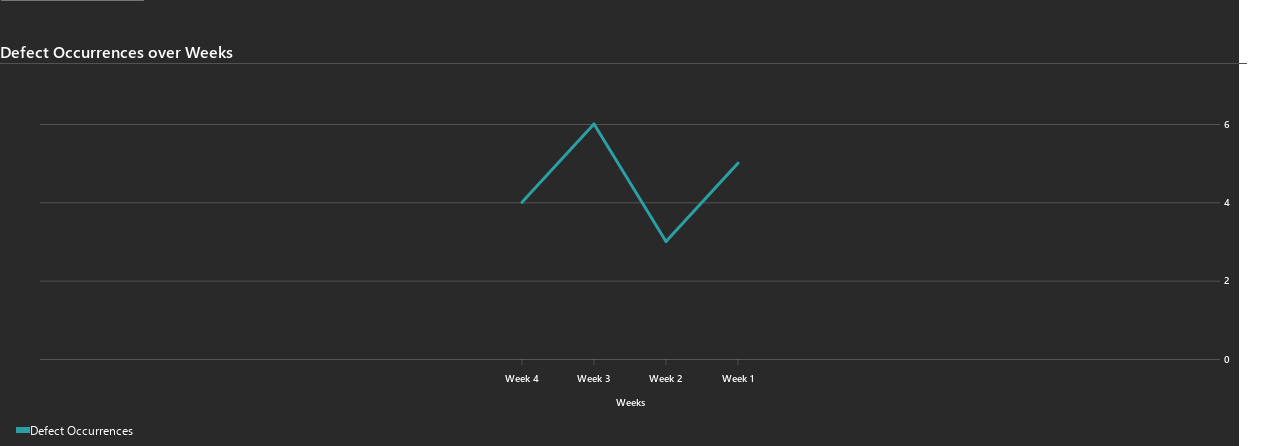 Defect Occurrences over Weeks
6
4
2
0
Week 4 Week 3 Week 2 Week 1
Weeks
Defect Occurrences